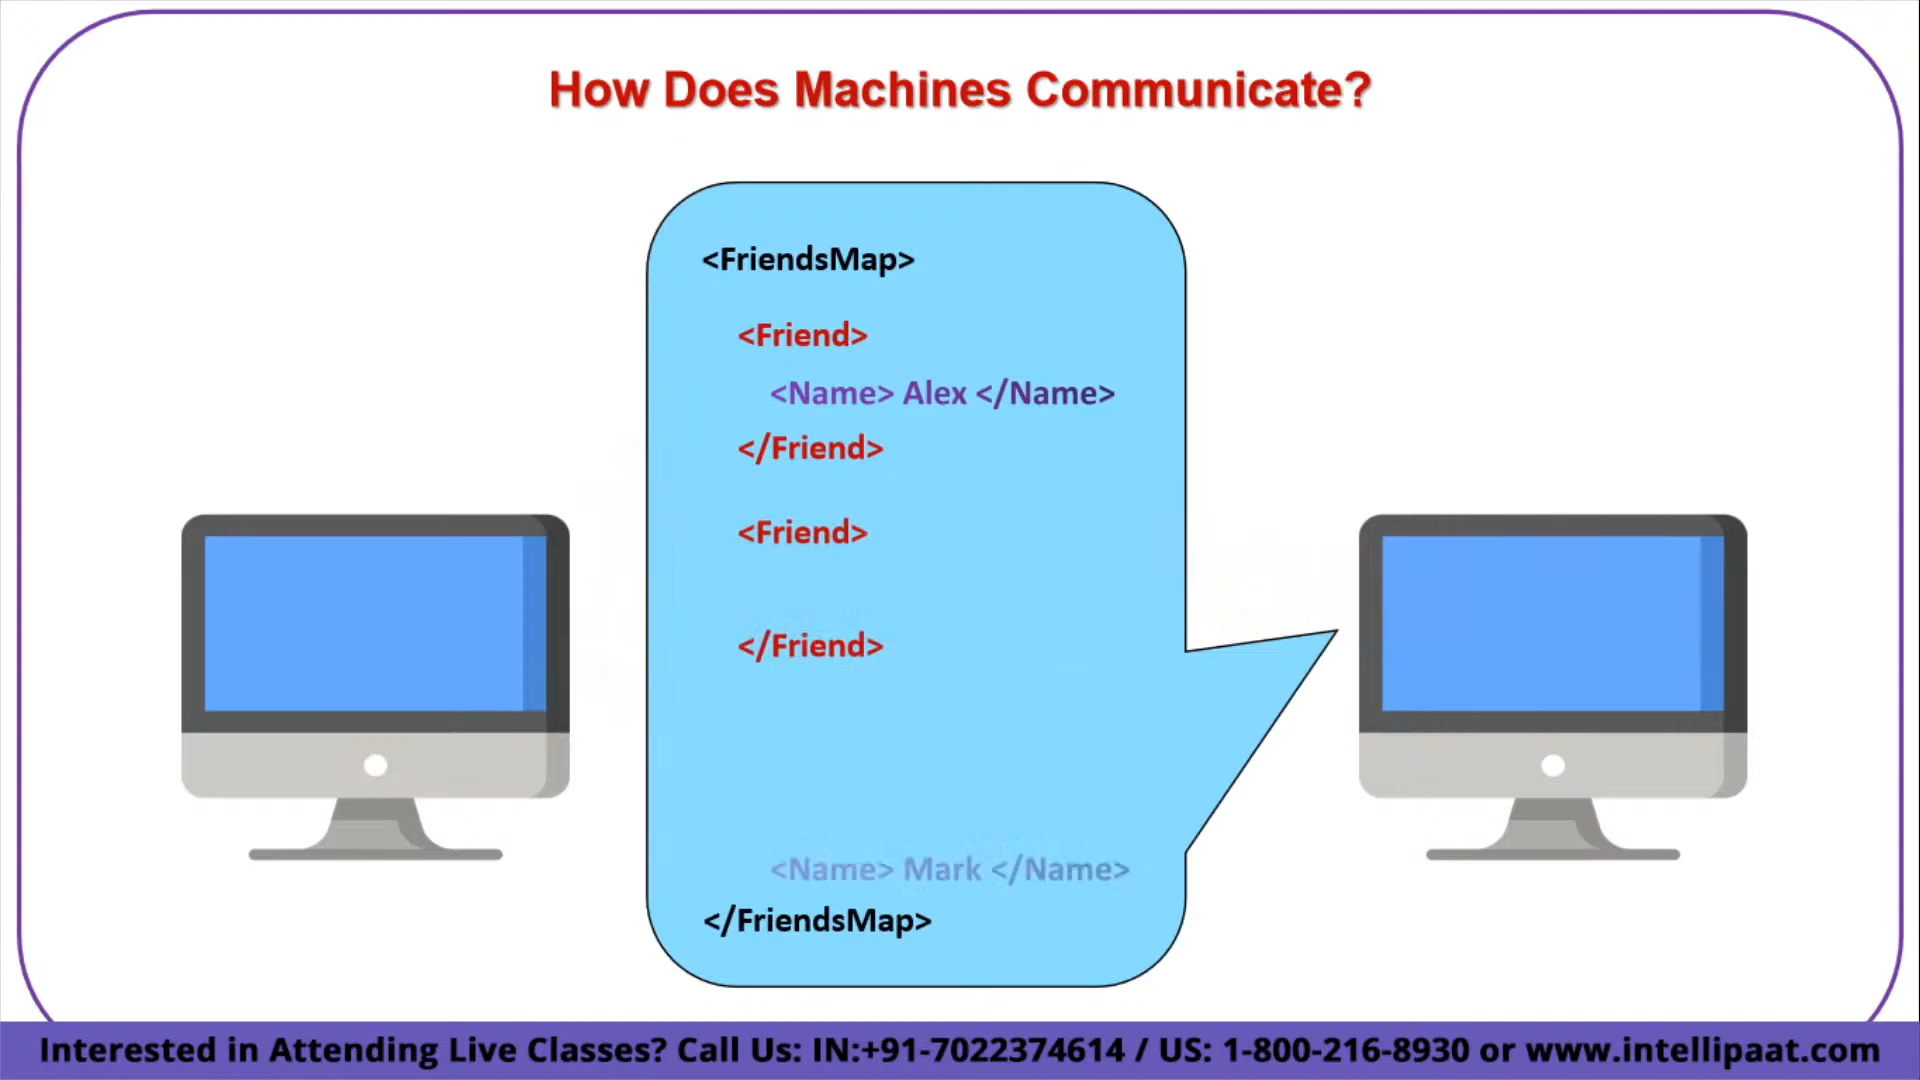 How Does Machines Communicate?
<FriendsMap>
<Friend>
<Name> Alex </Name>
</Friend>
<Friend>
</Friend>
<Name> Mark </Name>
</FriendsMap>
Interested in Attending Live Classes? Call Us: IN:+91-7022374614 / US: 1-800-216-8930 or www.intellipaat.com